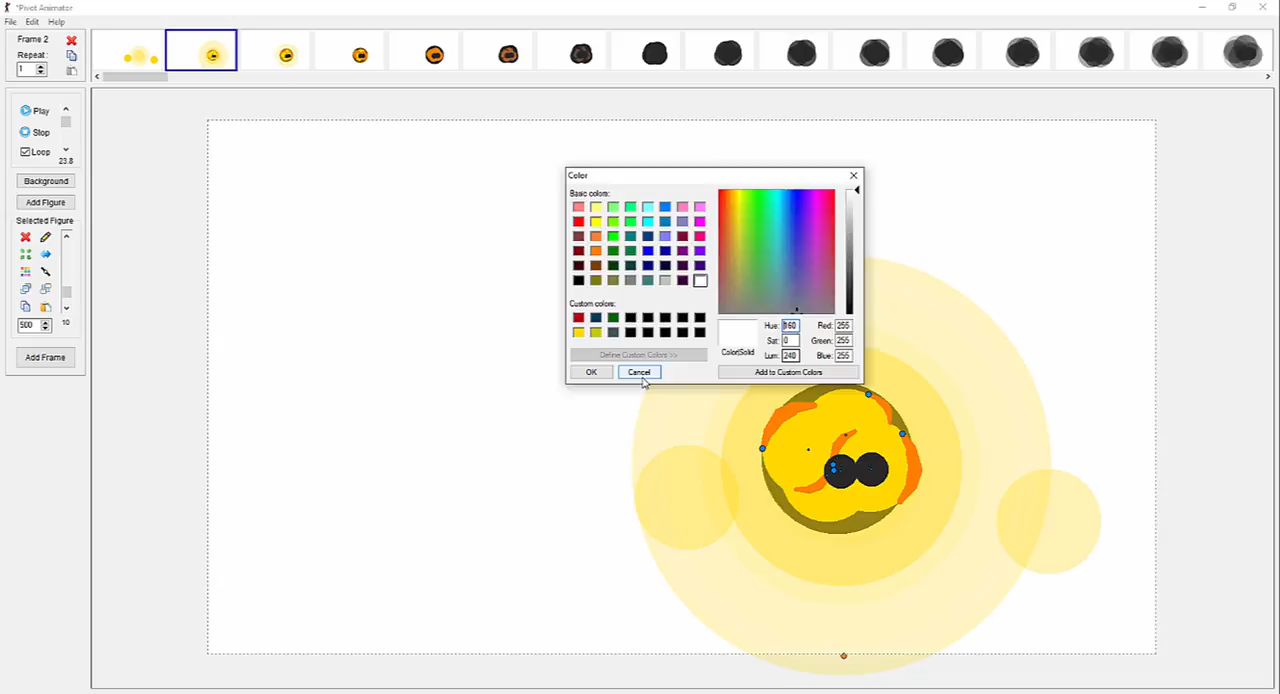 *Pivot Animator
File Edit Help
Frame 2
Repeat:
1
Play
Stop
Loop
23.8
Background
Add Figure
Selected Figure
10
500
Add Frame
Color
Basic colors:
Custom colors:
Define Custom Colors >>
OK Cancel
Color|Solid
Hue: 160 Red: 255
Sat: 0 Green: 255
Lum: 240 Blue: 255
Add to Custom Colors